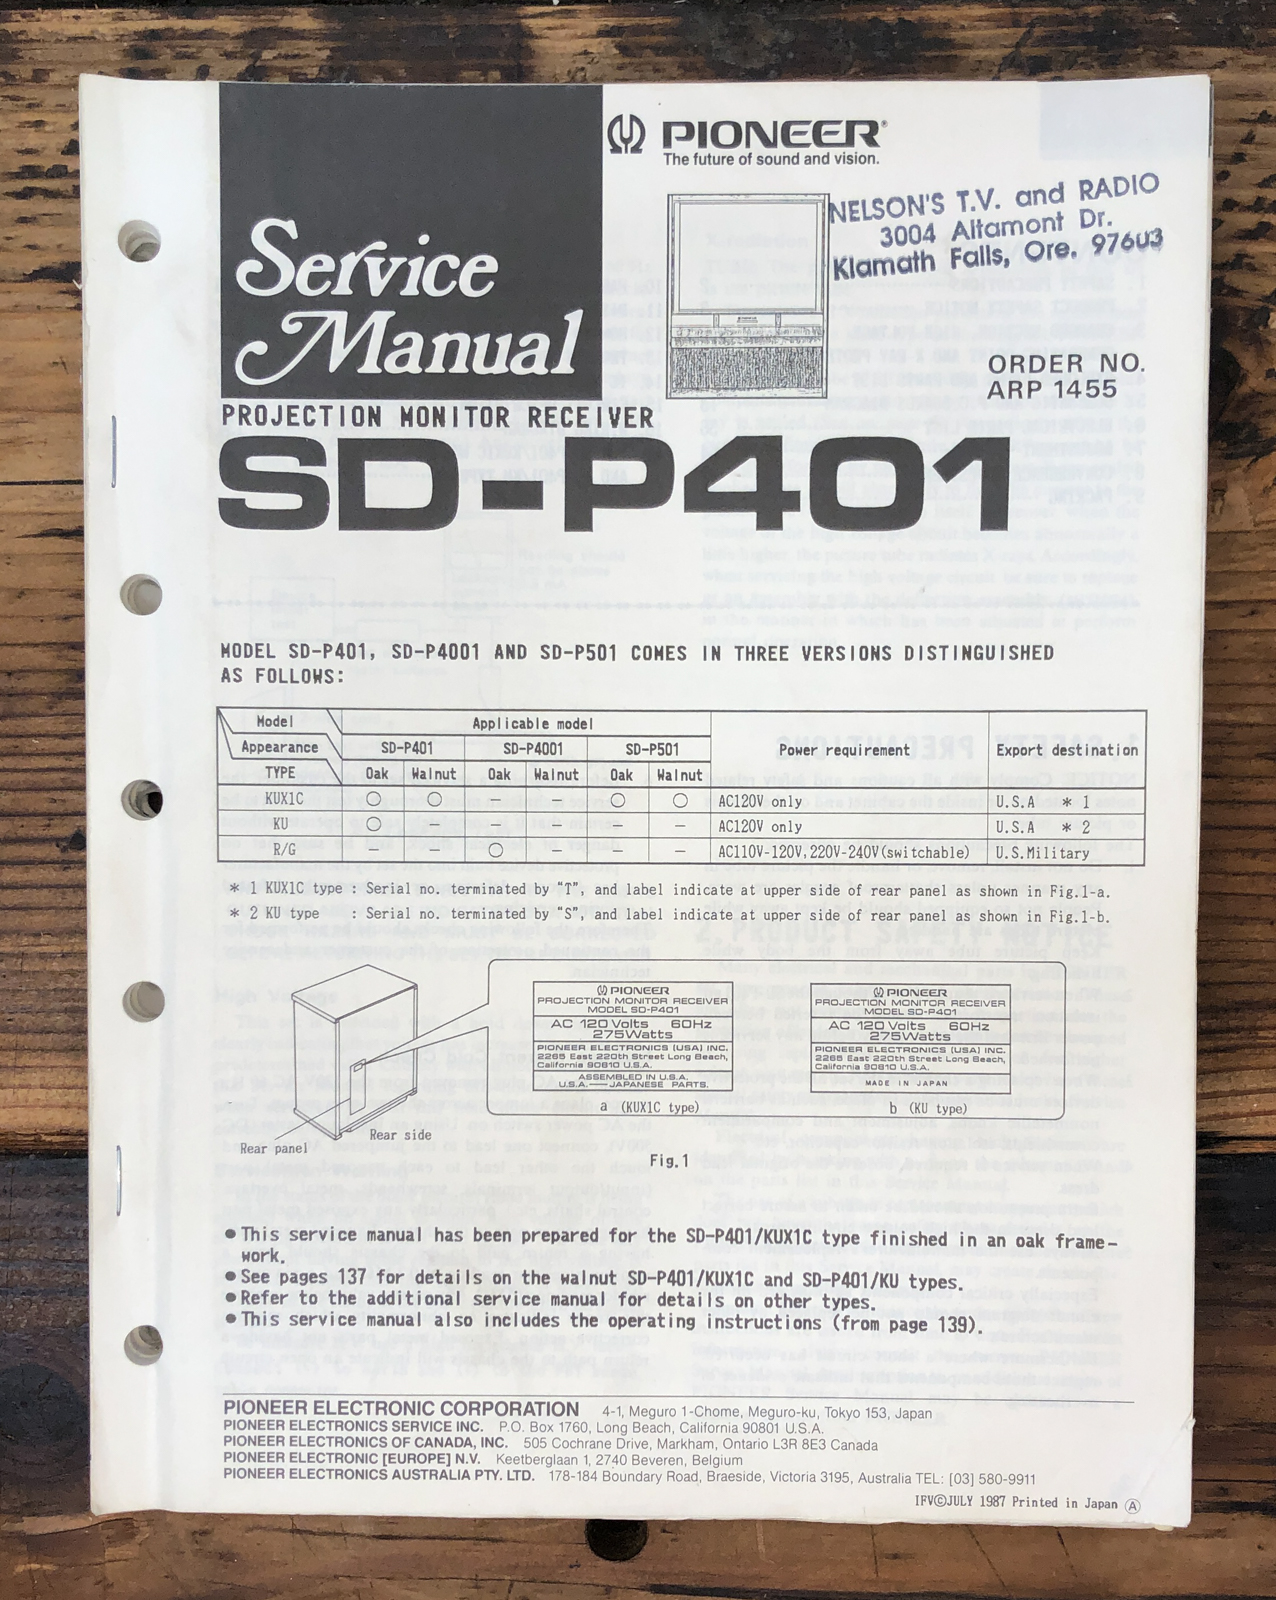 Service
Manual
PIONEER®
The future of sound and vision.
NELSON'S T.V. and RADIO
3004 Altamont Dr.
Klamath Falls, Ore. 97603
ORDER NO.
ARP 1455
PROJECTION MONITOR RECEIVER
SD-P401
MODEL SD-P401, SD-P4001 AND SD-P501 COMES IN THREE VERSIONS DISTINGUISHED
AS FOLLOWS:
Model Applicable model
Appearance SD-P401 SD-P4001 SD-P501 Power requirement Export destination
TYPE Oak Walnut Oak Walnut Oak Walnut
KUX1C ○ ○ – – ○ ○ AC120V only U.S.A * 1
KU ○ – – – – – AC120V only U.S.A * 2
R/G – – ○ – – – AC110V-120V, 220V-240V (switchable) U.S. Military
* 1 KUX1C type : Serial no. terminated by "T", and label indicate at upper side of rear panel as shown in Fig.1-a.
* 2 KU type : Serial no. terminated by "S", and label indicate at upper side of rear panel as shown in Fig.1-b.
PIONEER
PROJECTION MONITOR RECEIVER
MODEL SD-P401
AC 120 Volts 60Hz
275Watts
PIONEER ELECTRONICS (USA) INC.
2265 East 220th Street Long Beach,
California 90810 U.S.A.
ASSEMBLED IN U.S.A.
U.S.A.—JAPANESE PARTS.
a (KUX1C type)
PIONEER
PROJECTION MONITOR RECEIVER
MODEL SD-P401
AC 120 Volts 60Hz
275Watts
PIONEER ELECTRONICS (USA) INC.
2265 East 220th Street Long Beach,
California 90810 U.S.A.
MADE IN JAPAN
b (KU type)
Rear side
Rear panel
Fig.1
● This service manual has been prepared for the SD-P401/KUX1C type finished in an oak frame-
work.
● See pages 137 for details on the walnut SD-P401/KUX1C and SD-P401/KU types.
● Refer to the additional service manual for details on other types.
● This service manual also includes the operating instructions (from page 139).
PIONEER ELECTRONIC CORPORATION 4-1, Meguro 1-Chome, Meguro-ku, Tokyo 153, Japan
PIONEER ELECTRONICS SERVICE INC. P.O. Box 1760, Long Beach, California 90801 U.S.A.
PIONEER ELECTRONICS OF CANADA, INC. 505 Cochrane Drive, Markham, Ontario L3R 8E3 Canada
PIONEER ELECTRONIC [EUROPE] N.V. Keetberglaan 1, 2740 Beveren, Belgium
PIONEER ELECTRONICS AUSTRALIA PTY. LTD. 178-184 Boundary Road, Braeside, Victoria 3195, Australia TEL: [03] 580-9911
IFV©JULY 1987 Printed in Japan Ⓐ